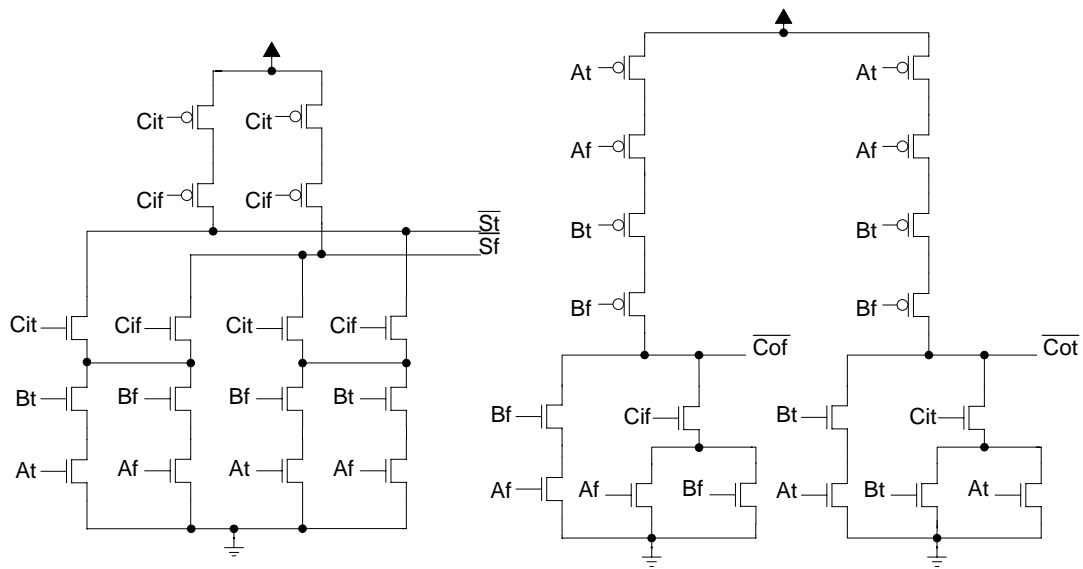 At At
Cit Cit
Af Af
Cif Cif
St
Sf
Bt Bt
Cit Cif Cit Cif
Bf Bf
Cof Cot
Bt Bf Bf Bt
Bf Cif Bt Cit
At Af At Af
Af Af Bf At Bt At